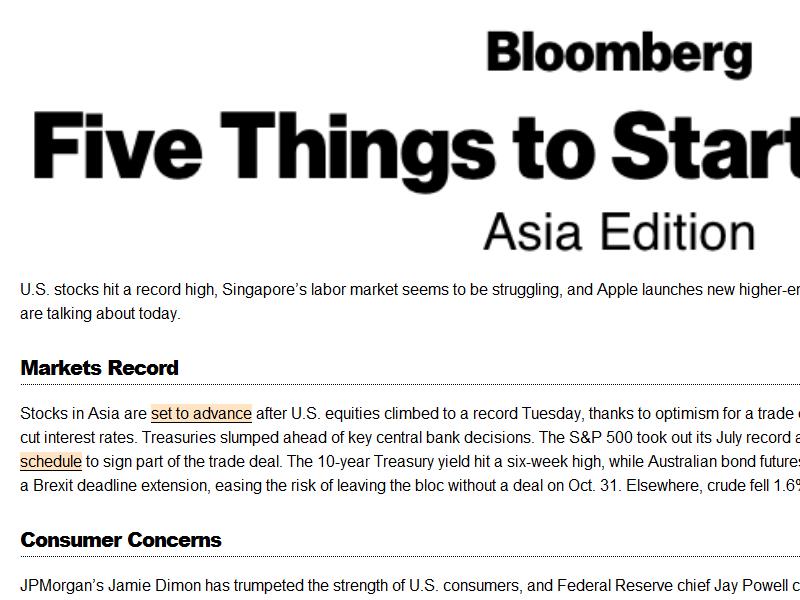 Bloomberg
Five Things to Start
Asia Edition
U.S. stocks hit a record high, Singapore’s labor market seems to be struggling, and Apple launches new
are talking about today.
Markets Record
Stocks in Asia are set to advance after U.S. equities climbed to a record Tuesday, thanks to optimism for a trade
cut interest rates. Treasuries slumped ahead of key central bank decisions. The S&P 500 took out its July record
schedule to sign part of the trade deal. The 10-year Treasury yield hit a six-week high, while Australian bond futures
a Brexit deadline extension, easing the risk of leaving the bloc without a deal on Oct. 31. Elsewhere, crude fell 1.6%
Consumer Concerns
JPMorgan’s Jamie Dimon has trumpeted the strength of U.S. consumers, and Federal Reserve chief Jay Powell